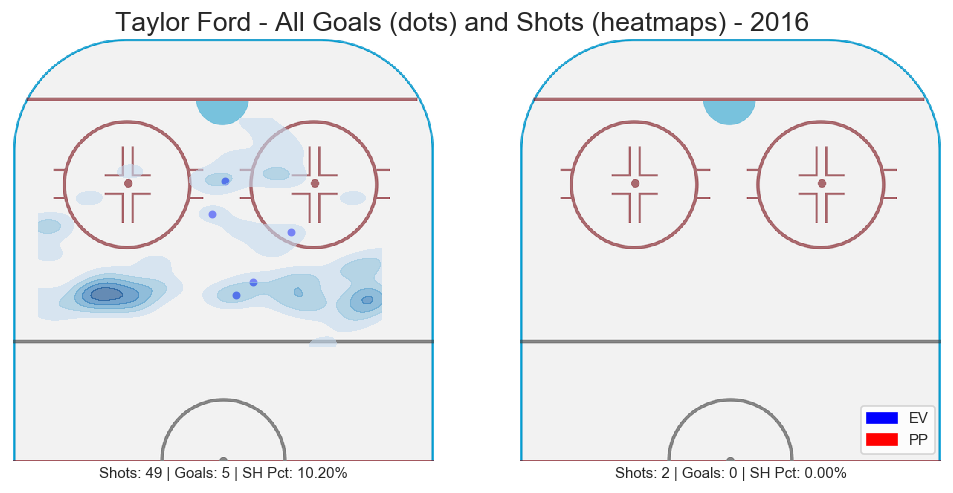 Taylor Ford - All Goals (dots) and Shots (heatmaps) - 2016
EV
PP
Shots: 49 | Goals: 5 | SH Pct: 10.20%
Shots: 2 | Goals: 0 | SH Pct: 0.00%